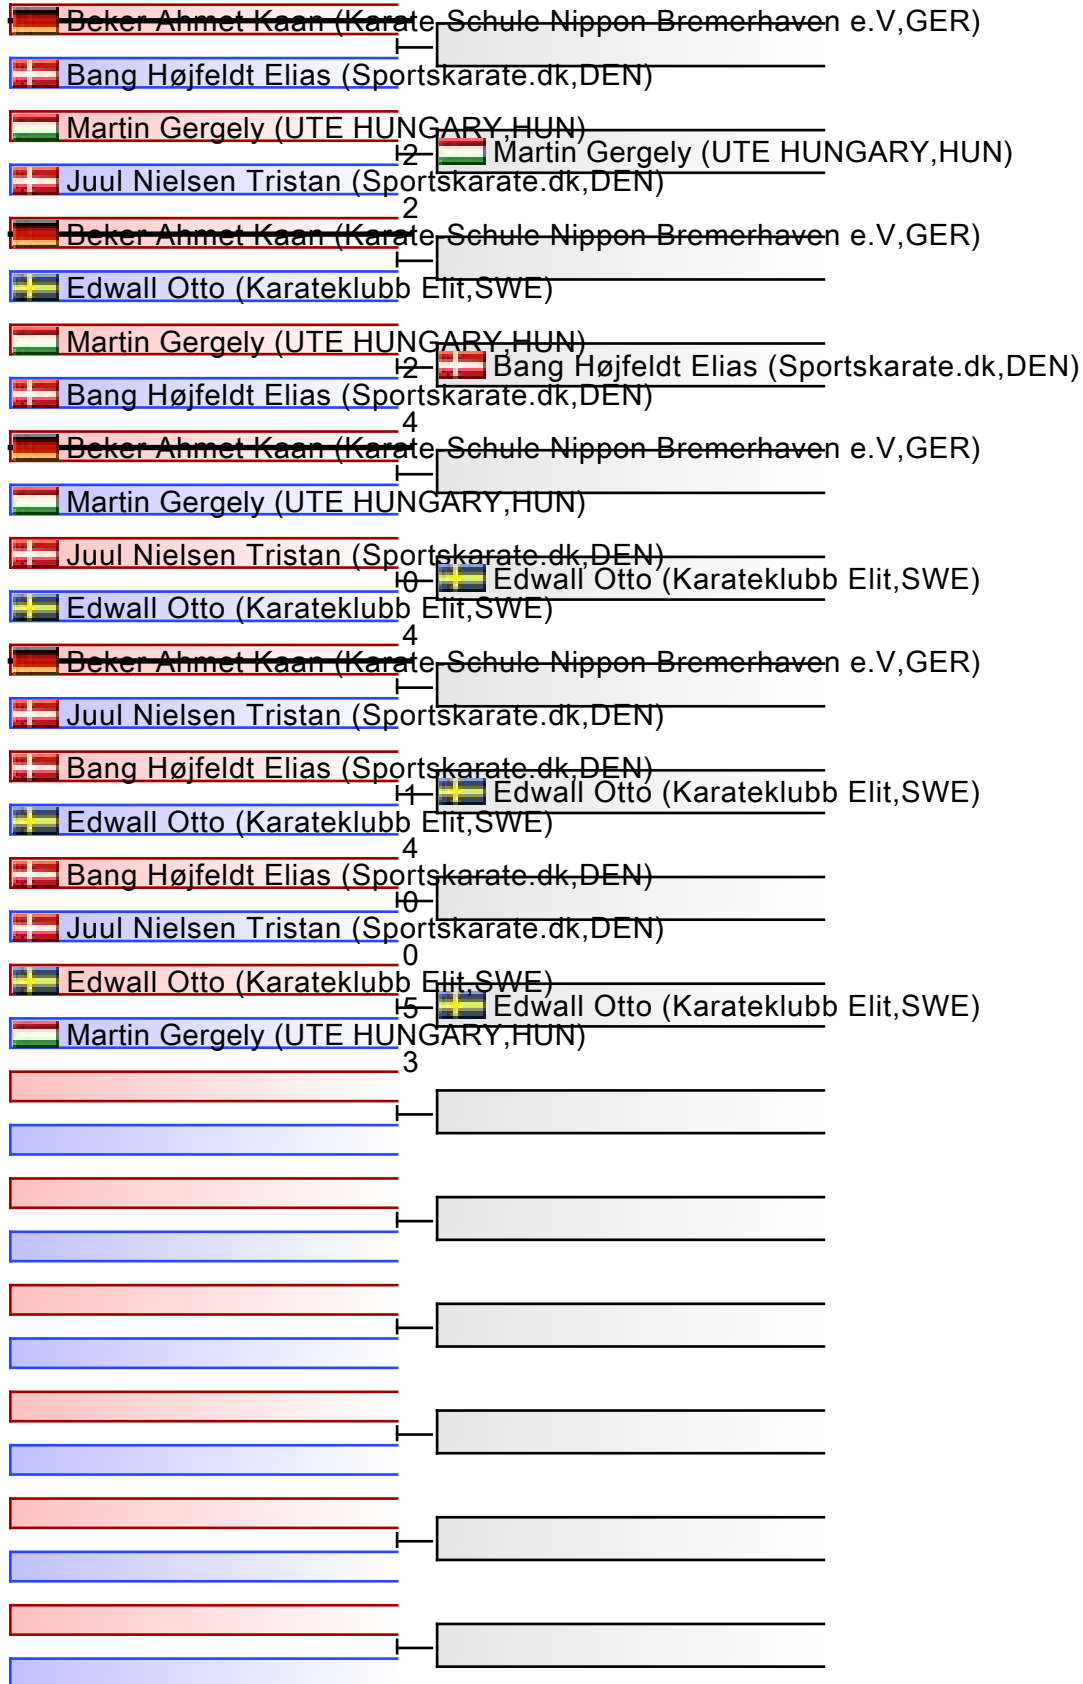 Beker Ahmet Kaan (Karate-Schule Nippon Bremerhaven e.V,GER)
Bang Højfeldt Elias (Sportskarate.dk,DEN)
Martin Gergely (UTE HUNGARY,HUN)
2 Martin Gergely (UTE HUNGARY,HUN)
Juul Nielsen Tristan (Sportskarate.dk,DEN)
2
Beker Ahmet Kaan (Karate-Schule Nippon Bremerhaven e.V,GER)
Edwall Otto (Karateklubb Elit,SWE)
Martin Gergely (UTE HUNGARY,HUN)
2 Bang Højfeldt Elias (Sportskarate.dk,DEN)
Bang Højfeldt Elias (Sportskarate.dk,DEN)
4
Beker Ahmet Kaan (Karate-Schule Nippon Bremerhaven e.V,GER)
Martin Gergely (UTE HUNGARY,HUN)
Juul Nielsen Tristan (Sportskarate.dk,DEN)
0 Edwall Otto (Karateklubb Elit,SWE)
Edwall Otto (Karateklubb Elit,SWE)
4
Beker Ahmet Kaan (Karate-Schule Nippon Bremerhaven e.V,GER)
Juul Nielsen Tristan (Sportskarate.dk,DEN)
Bang Højfeldt Elias (Sportskarate.dk,DEN)
1 Edwall Otto (Karateklubb Elit,SWE)
Edwall Otto (Karateklubb Elit,SWE)
4
Bang Højfeldt Elias (Sportskarate.dk,DEN)
0
Juul Nielsen Tristan (Sportskarate.dk,DEN)
0
Edwall Otto (Karateklubb Elit,SWE)
5 Edwall Otto (Karateklubb Elit,SWE)
Martin Gergely (UTE HUNGARY,HUN)
3